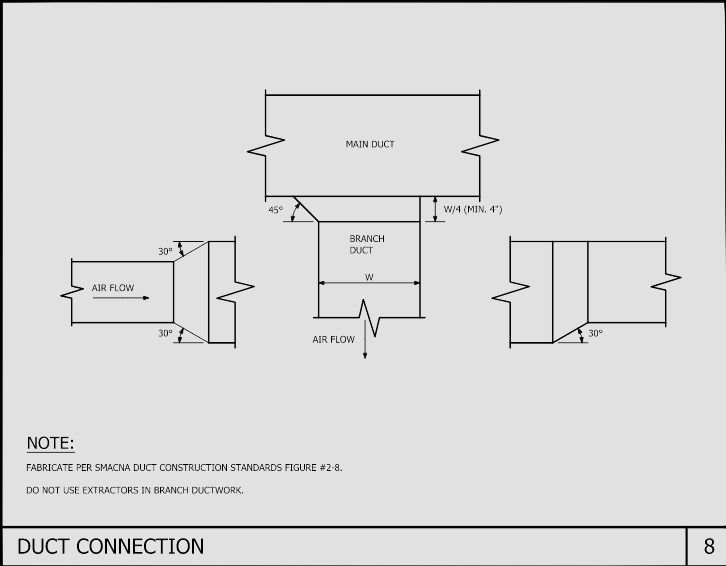 MAIN DUCT
45°
W/4 (MIN. 4")
BRANCH
DUCT
30°
W
AIR FLOW
30°
30°
AIR FLOW
NOTE:
FABRICATE PER SMACNA DUCT CONSTRUCTION STANDARDS FIGURE #2-8.
DO NOT USE EXTRACTORS IN BRANCH DUCTWORK.
DUCT CONNECTION
8